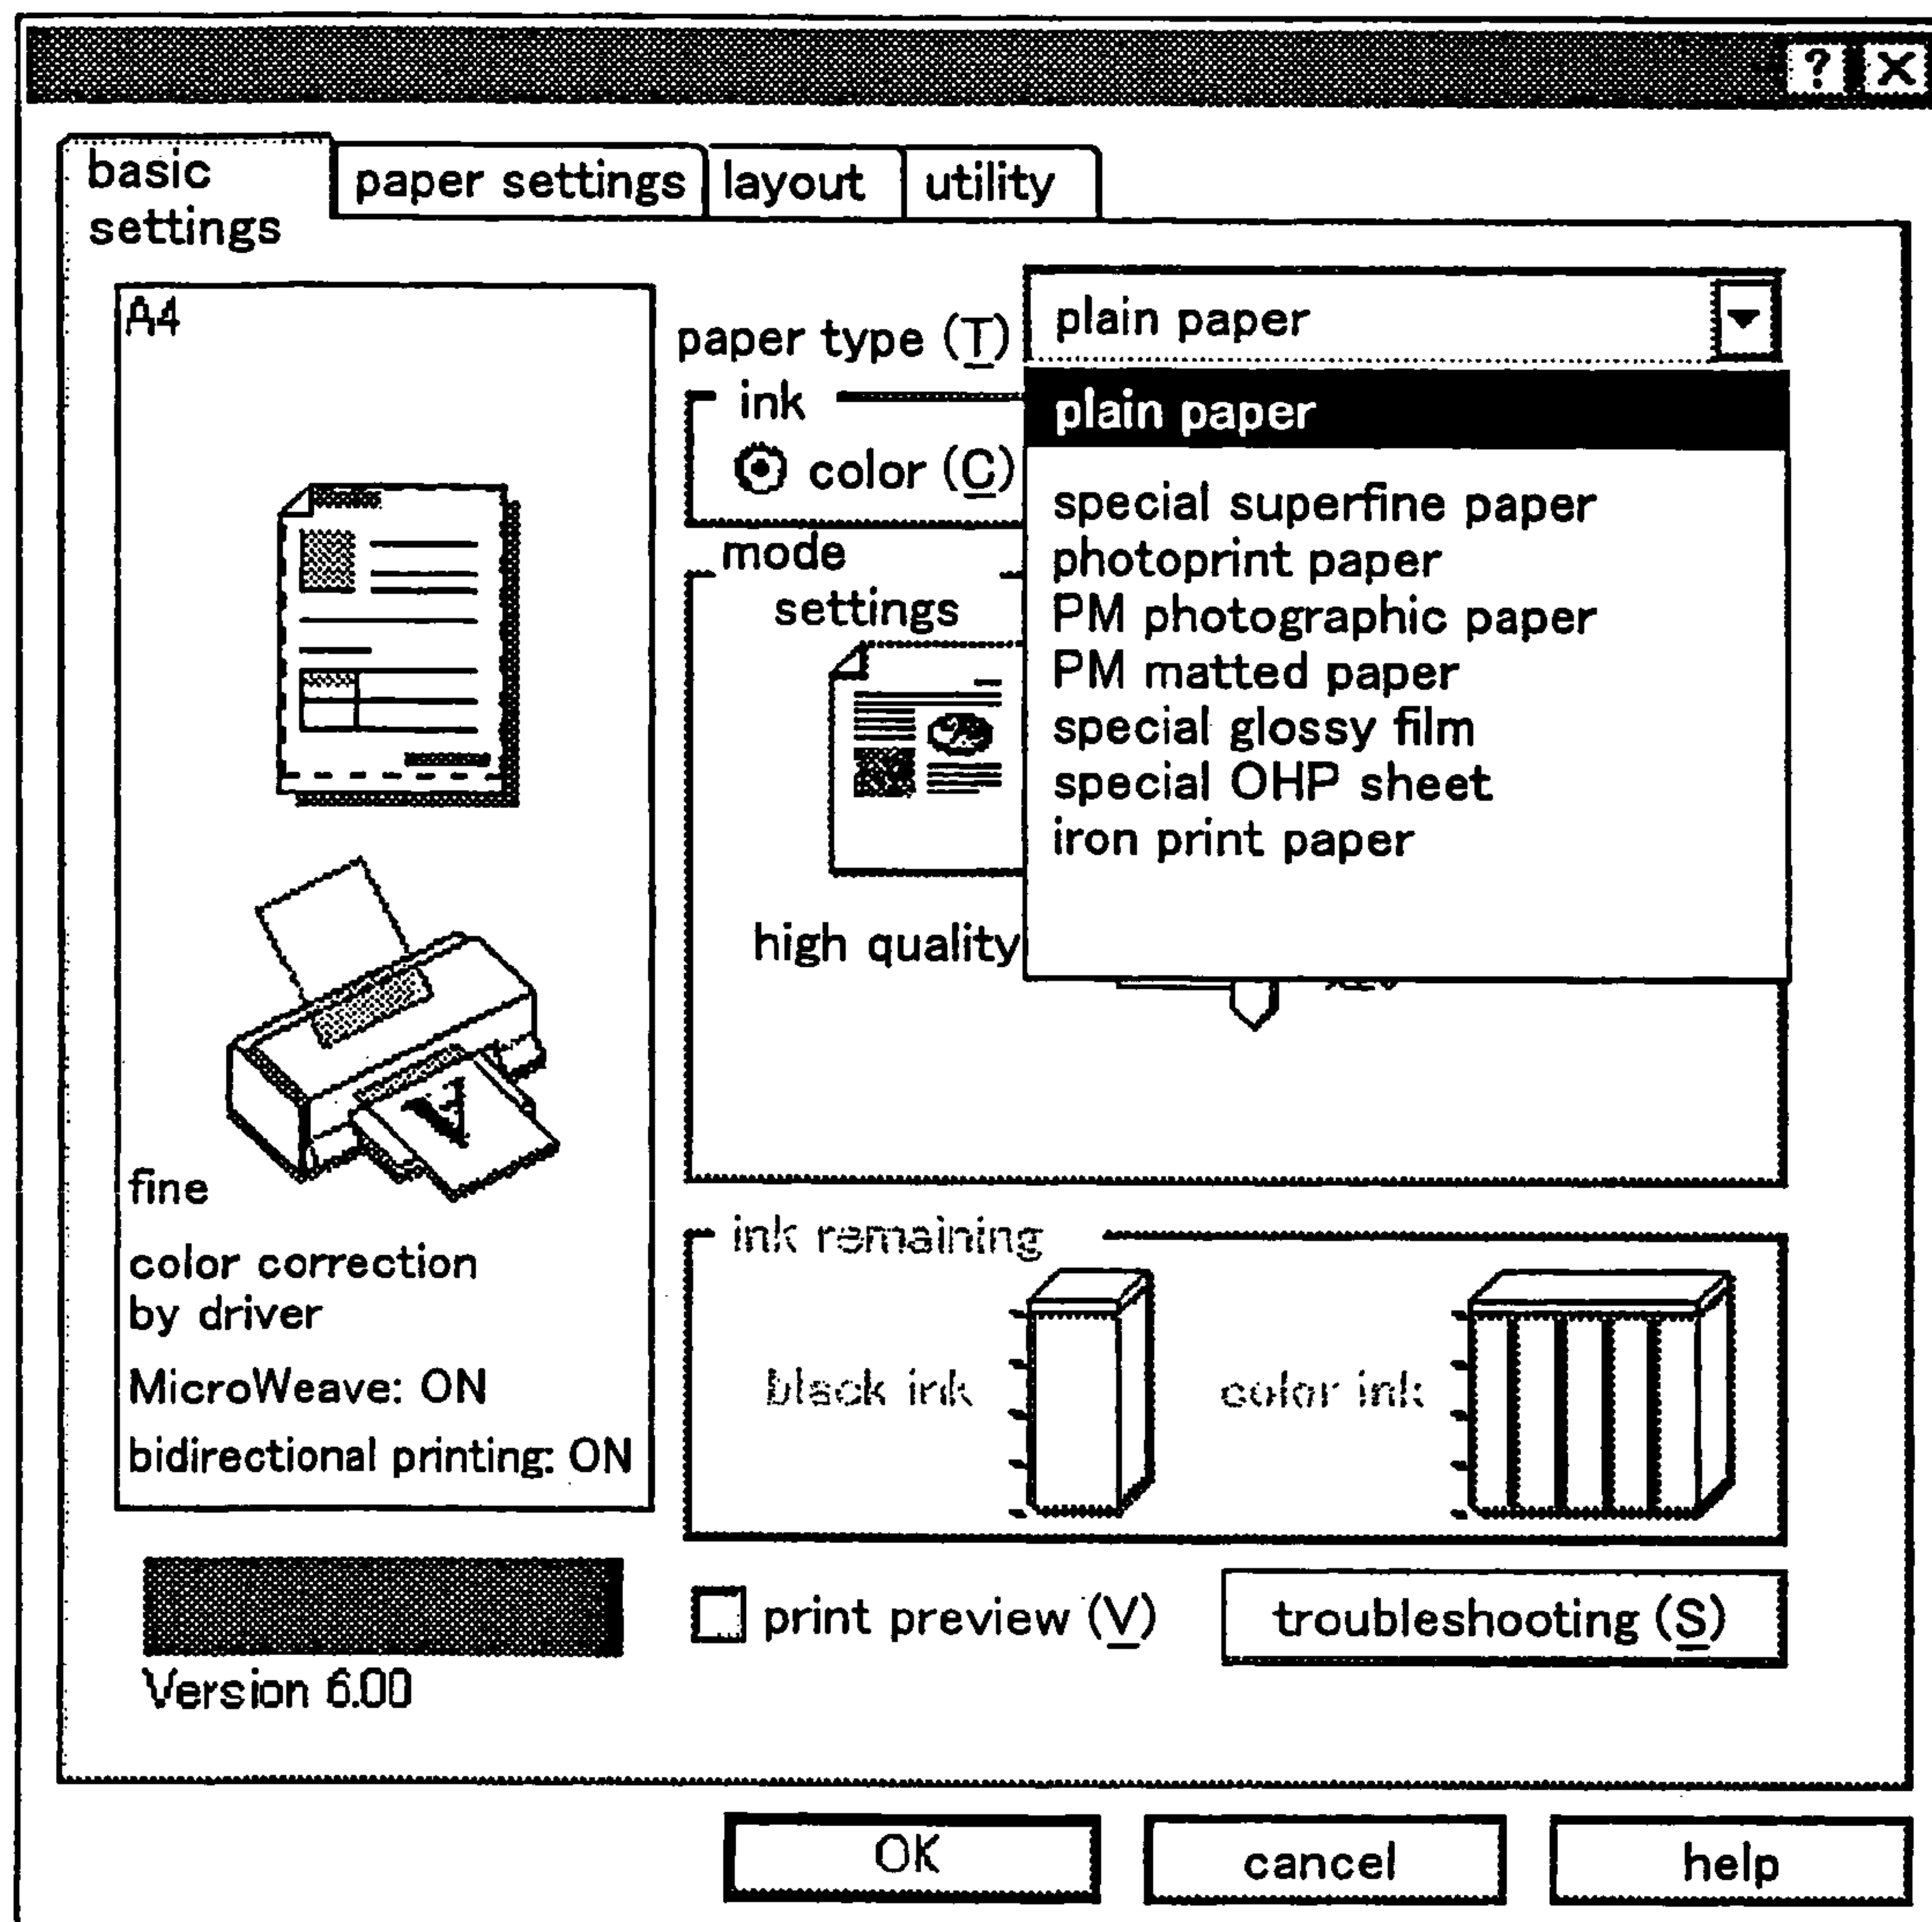 ?
basic
settings
paper settings
layout
utility
A4
paper type (T)
plain paper
ink
color (C)
plain paper
special superfine paper
photoprint paper
PM photographic paper
PM matted paper
special glossy film
special OHP sheet
iron print paper
mode
settings
high quality
fine
color correction
by driver
MicroWeave: ON
bidirectional printing: ON
ink remaining
black ink
color ink
print preview (V)
troubleshooting (S)
Version 6.00
OK
cancel
help